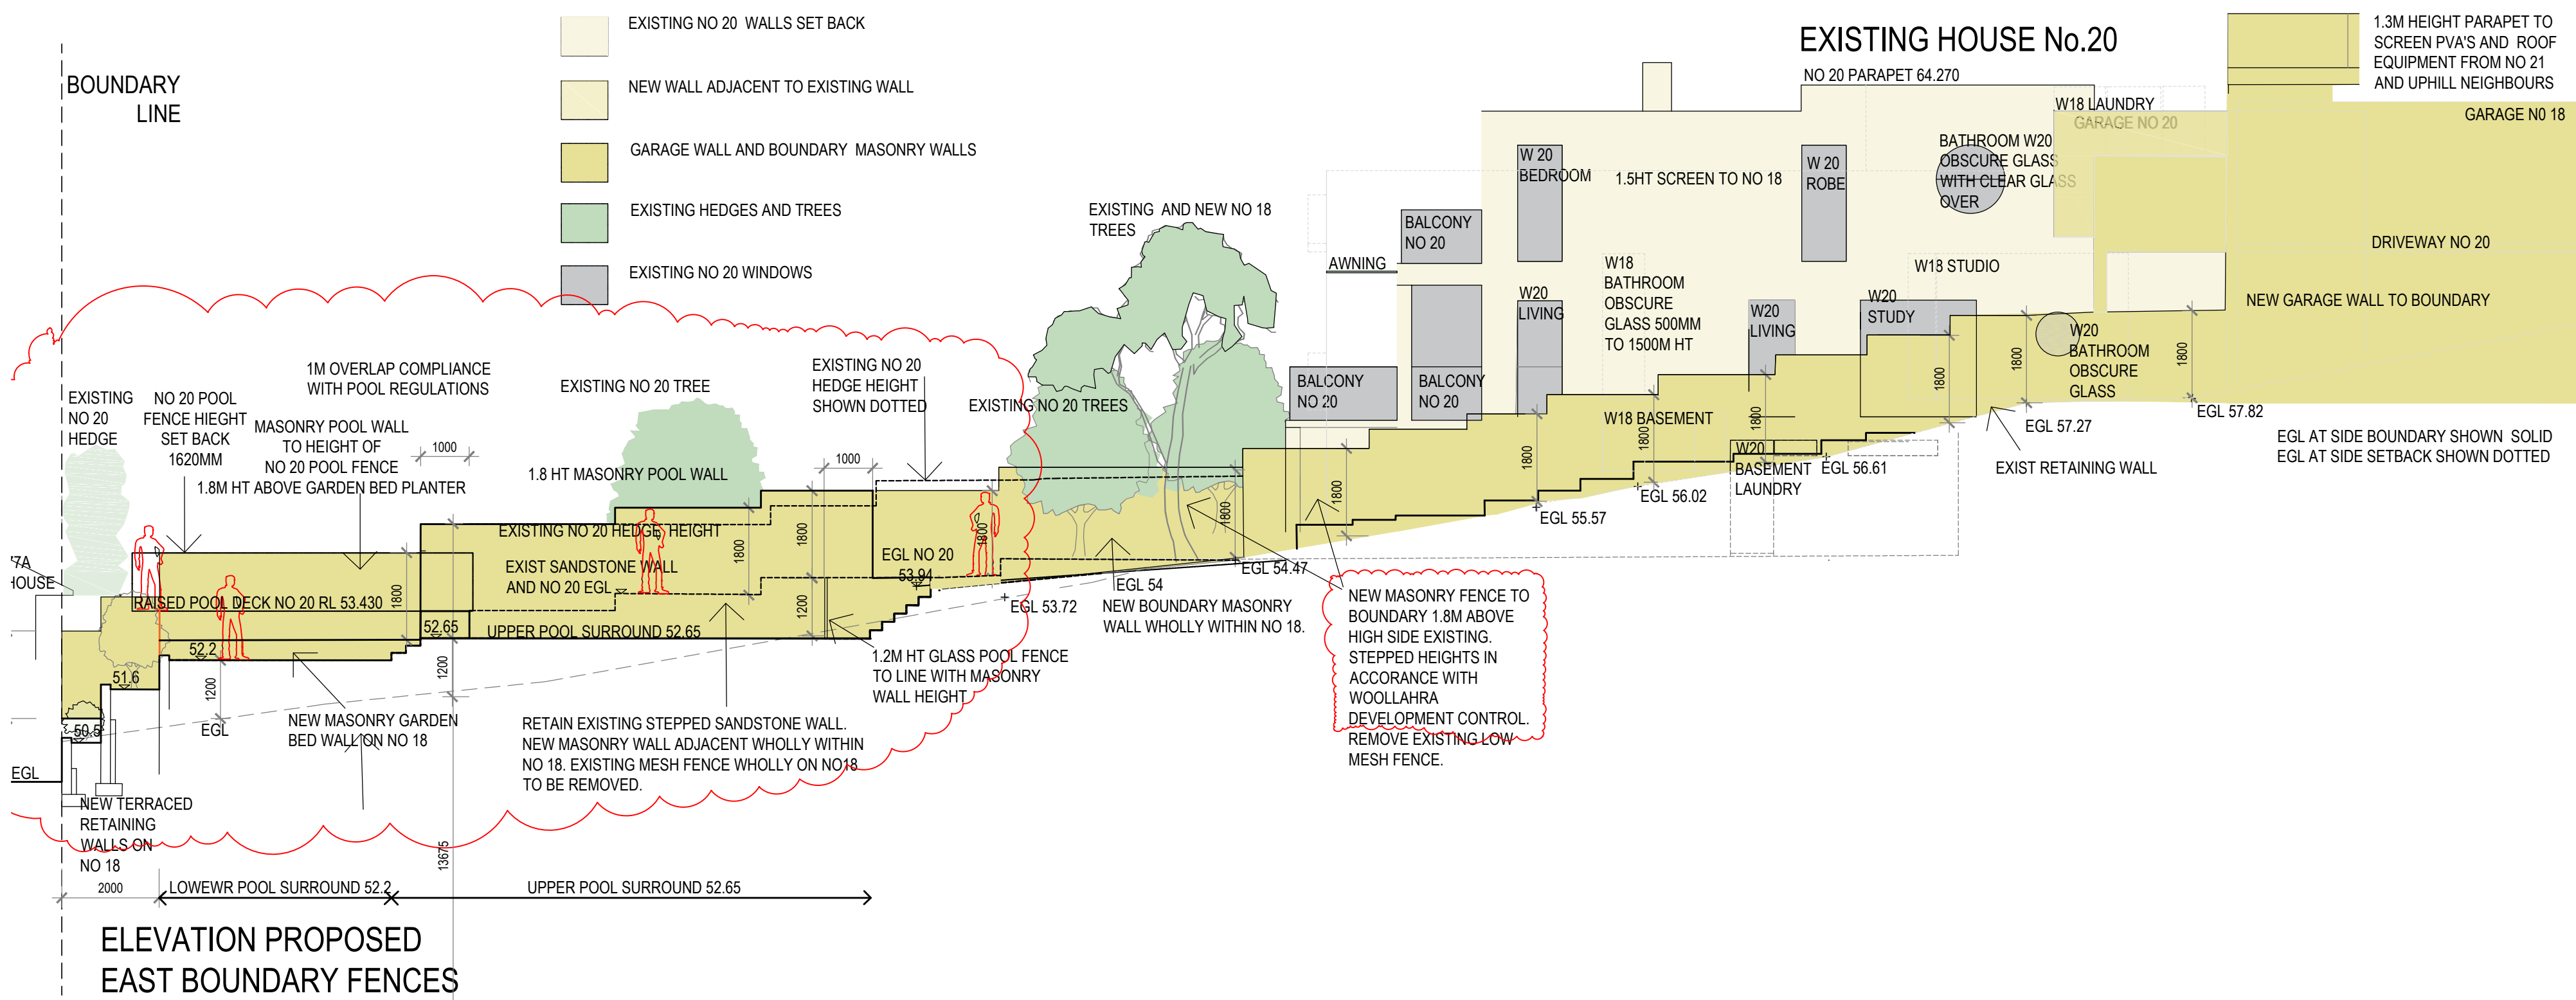 EXISTING NO 20 WALLS SET BACK
NEW WALL ADJACENT TO EXISTING WALL
GARAGE WALL AND BOUNDARY MASONRY WALLS
EXISTING HEDGES AND TREES
EXISTING NO 20 WINDOWS
BOUNDARY
LINE
EXISTING HOUSE No.20
NO 20 PARAPET 64.270
1.3M HEIGHT PARAPET TO
SCREEN PVA'S AND ROOF
EQUIPMENT FROM NO 21
AND UPHILL NEIGHBOURS
GARAGE N0 18
W18 LAUNDRY
GARAGE NO 20
BATHROOM W20
OBSCURE GLASS
WITH CLEAR GLASS
OVER
W 20
BEDROOM
1.5HT SCREEN TO NO 18
W 20
ROBE
EXISTING AND NEW NO 18
TREES
BALCONY
NO 20
AWNING
DRIVEWAY NO 20
W18 STUDIO
NEW GARAGE WALL TO BOUNDARY
W18
BATHROOM
OBSCURE
GLASS 500MM
TO 1500M HT
W20
LIVING
W20
LIVING
W20
STUDY
W20
BATHROOM
OBSCURE
GLASS
1800
1800
1800
EGL 57.82
EGL 57.27
EGL AT SIDE BOUNDARY SHOWN SOLID
EGL AT SIDE SETBACK SHOWN DOTTED
EXIST RETAINING WALL
BALCONY
NO 20
BALCONY
NO 20
W18 BASEMENT
1800
1800
1800
1800
1800
W20
BASEMENT
LAUNDRY
EGL 56.61
EGL 56.02
EGL 55.57
EGL 54.47
EXISTING
NO 20
HEDGE
NO 20 POOL
FENCE HIEGHT
SET BACK
1620MM
1M OVERLAP COMPLIANCE
WITH POOL REGULATIONS
MASONRY POOL WALL
TO HEIGHT OF
NO 20 POOL FENCE
1.8M HT ABOVE GARDEN BED PLANTER
1000
EXISTING NO 20 TREE
1.8 HT MASONRY POOL WALL
EXISTING NO 20
HEDGE HEIGHT
SHOWN DOTTED
1000
EXISTING NO 20 TREES
EXISTING NO 20 HEDGE HEIGHT
EXIST SANDSTONE WALL
AND NO 20 EGL
1800
1800
1800
1800
1200
EGL NO 20
53.94
EGL 54
EGL 53.72
NEW BOUNDARY MASONRY
WALL WHOLLY WITHIN NO 18.
7A
HOUSE
RAISED POOL DECK NO 20 RL 53.430
52.65
UPPER POOL SURROUND 52.65
52.2
51.6
50.5
1200
1200
EGL
EGL
NEW MASONRY GARDEN
BED WALL ON NO 18
1.2M HT GLASS POOL FENCE
TO LINE WITH MASONRY
WALL HEIGHT
RETAIN EXISTING STEPPED SANDSTONE WALL.
NEW MASONRY WALL ADJACENT WHOLLY WITHIN
NO 18. EXISTING MESH FENCE WHOLLY ON NO18
TO BE REMOVED.
NEW MASONRY FENCE TO
BOUNDARY 1.8M ABOVE
HIGH SIDE EXISTING.
STEPPED HEIGHTS IN
ACCORANCE WITH
WOOLLAHRA
DEVELOPMENT CONTROL.
REMOVE EXISTING LOW
MESH FENCE.
NEW TERRACED
RETAINING
WALLS ON
NO 18
13675
2000
LOWEWR POOL SURROUND 52.2
UPPER POOL SURROUND 52.65
ELEVATION PROPOSED
EAST BOUNDARY FENCES